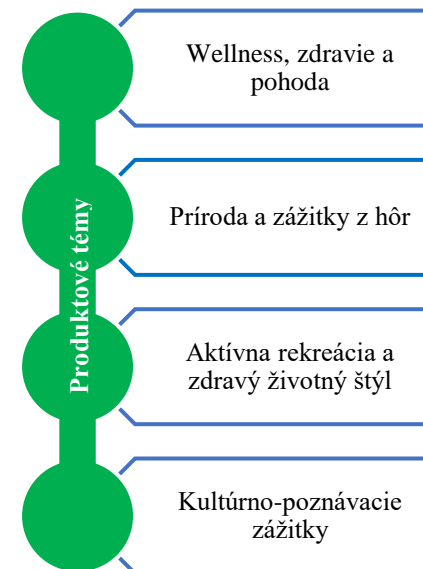 Wellness, zdravie a
pohoda
Príroda a zážitky z hôr
Produktové témy
Aktívna rekreácia a
zdravý životný štýl
Kultúrno-poznávacie
zážitky